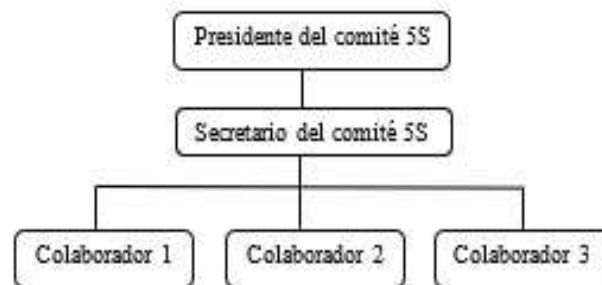 Presidente del comité 5S
Secretario del comité 5S
Colaborador 1
Colaborador 2
Colaborador 3